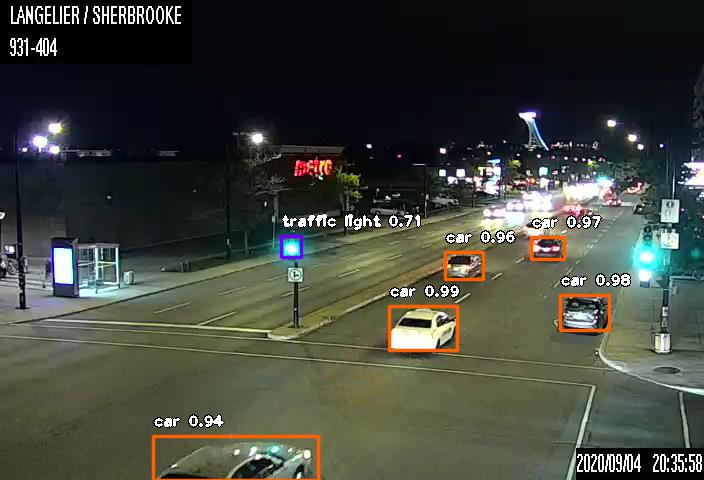 LANGELIER / SHERBROOKE
931-404
metro
traffic light 0.71
car 0.97
car 0.96
car 0.98
car 0.99
car 0.94
2020/09/04 20:35:58